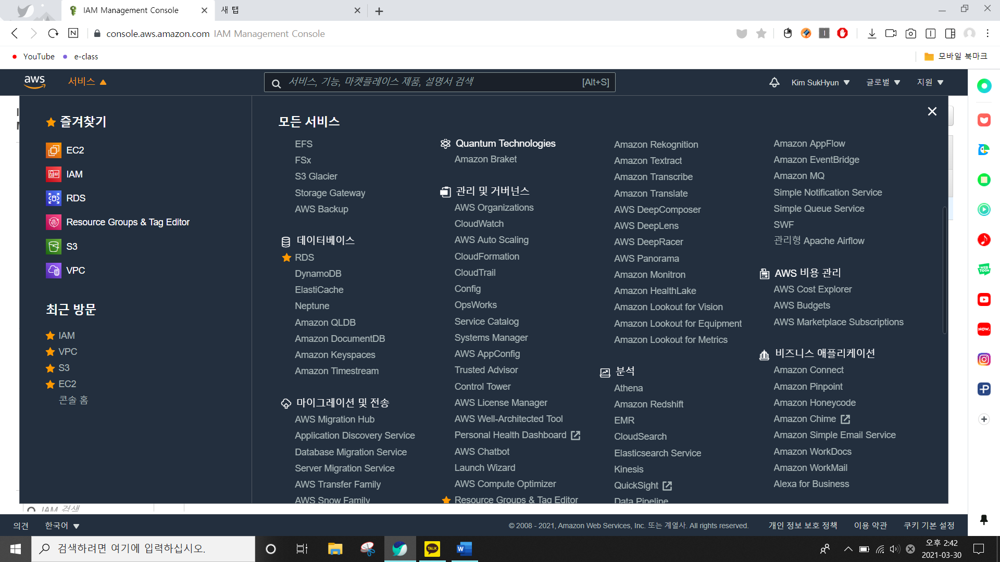 IAM Management Console
새 탭
N
console.aws.amazon.com IAM Management Console
YouTube
e-class
모바일 북마크
aws
서비스
서비스, 기능, 마켓플레이스 제품, 설명서 검색
[Alt+S]
Kim SukHyun
글로벌
지원
즐겨찾기
EC2
IAM
RDS
Resource Groups & Tag Editor
S3
VPC
최근 방문
IAM
VPC
S3
EC2
콘솔 홈
모든 서비스
EFS
FSx
S3 Glacier
Storage Gateway
AWS Backup
데이터베이스
RDS
DynamoDB
ElastiCache
Neptune
Amazon QLDB
Amazon DocumentDB
Amazon Keyspaces
Amazon Timestream
마이그레이션 및 전송
AWS Migration Hub
Application Discovery Service
Database Migration Service
Server Migration Service
AWS Transfer Family
AWS Snow Family
Quantum Technologies
Amazon Braket
관리 및 거버넌스
AWS Organizations
CloudWatch
AWS Auto Scaling
CloudFormation
CloudTrail
Config
OpsWorks
Service Catalog
Systems Manager
AWS AppConfig
Trusted Advisor
Control Tower
AWS License Manager
AWS Well-Architected Tool
Personal Health Dashboard
AWS Chatbot
Launch Wizard
AWS Compute Optimizer
Resource Groups & Tag Editor
Amazon Rekognition
Amazon Textract
Amazon Transcribe
Amazon Translate
AWS DeepComposer
AWS DeepLens
AWS DeepRacer
AWS Panorama
Amazon Monitron
Amazon HealthLake
Amazon Lookout for Vision
Amazon Lookout for Equipment
Amazon Lookout for Metrics
분석
Athena
Amazon Redshift
EMR
CloudSearch
Elasticsearch Service
Kinesis
QuickSight
Data Pipeline
Amazon AppFlow
Amazon EventBridge
Amazon MQ
Simple Notification Service
Simple Queue Service
SWF
관리형 Apache Airflow
AWS 비용 관리
AWS Cost Explorer
AWS Budgets
AWS Marketplace Subscriptions
비즈니스 애플리케이션
Amazon Connect
Amazon Pinpoint
Amazon Honeycode
Amazon Chime
Amazon Simple Email Service
Amazon WorkDocs
Amazon WorkMail
Alexa for Business
WEB
TOON
NOW.
IAM 검색
의견
한국어
© 2008 - 2021, Amazon Web Services, Inc. 또는 계열사. All rights reserved.
개인 정보 보호 정책
이용 약관
쿠키 기본 설정
검색하려면 여기에 입력하십시오.
TALK
W
오후 2:42
2021-03-30